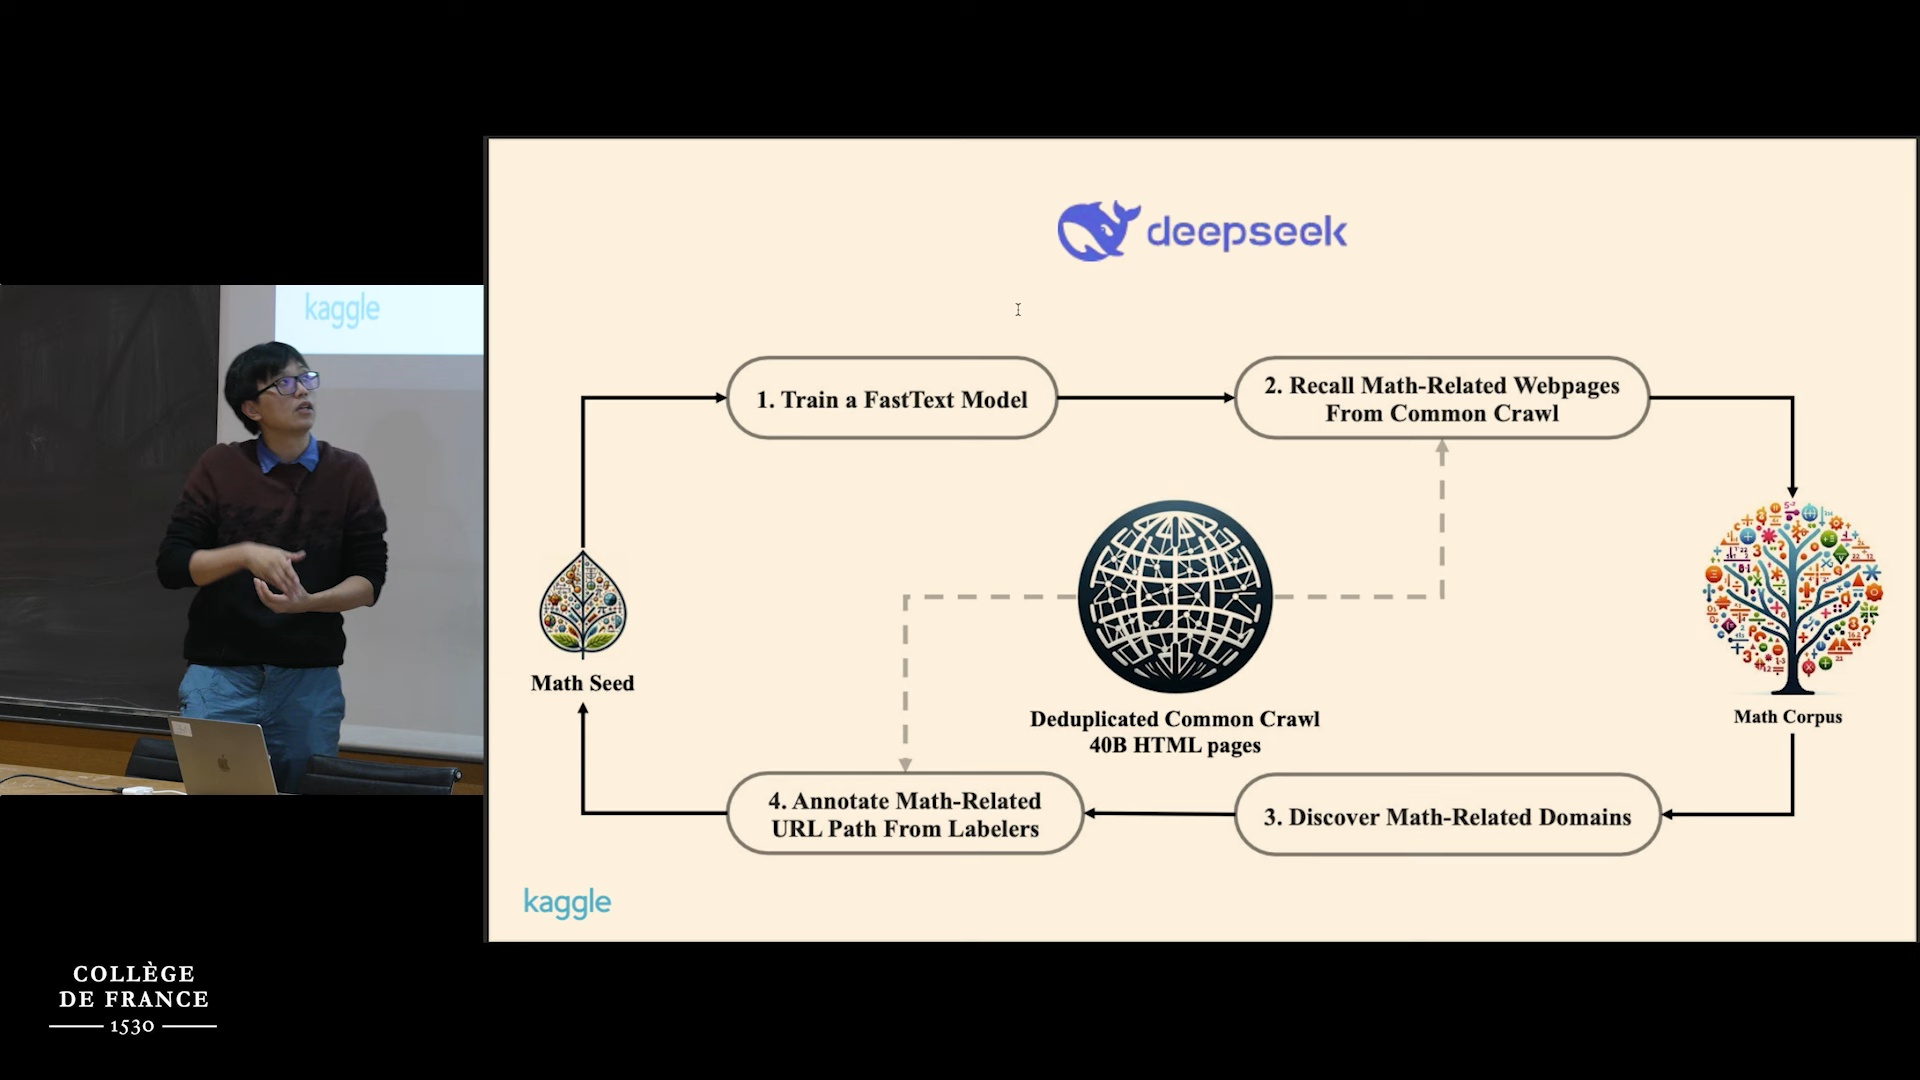 kaggle
deepseek
1. Train a FastText Model
2. Recall Math-Related Webpages
From Common Crawl
Math Seed
Deduplicated Common Crawl
40B HTML pages
Math Corpus
4. Annotate Math-Related
URL Path From Labelers
3. Discover Math-Related Domains
kaggle
COLLÈGE
DE FRANCE
1530